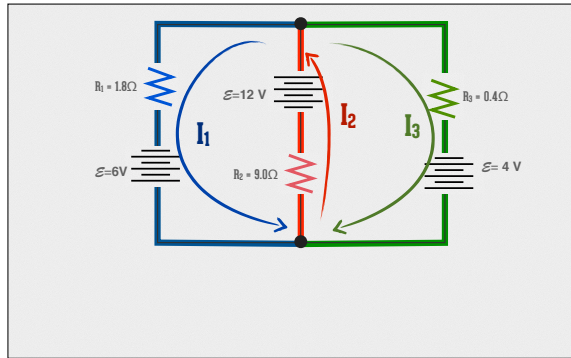 R₁ = 1.8Ω
ℰ=12 V
R₃ = 0.4Ω
I₁
I₂
I₃
ℰ=6V
R₂ = 9.0Ω
ℰ= 4 V